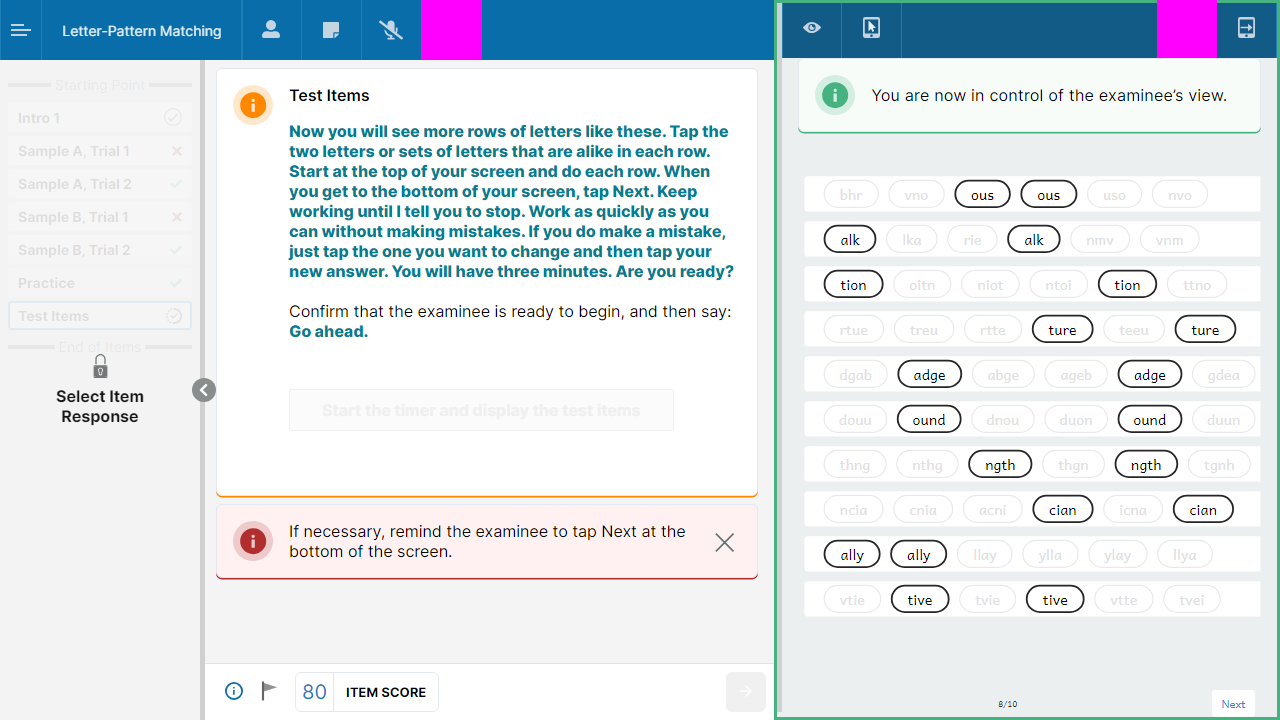 Letter-Pattern Matching
Starting Point
Intro 1
Sample A, Trial 1
Sample A, Trial 2
Sample B, Trial 1
Sample B, Trial 2
Practice
Test Items
End of Items
Select Item
Response
Test Items
Now you will see more rows of letters like these. Tap the
two letters or sets of letters that are alike in each row.
Start at the top of your screen and do each row. When
you get to the bottom of your screen, tap Next. Keep
working until I tell you to stop. Work as quickly as you
can without making mistakes. If you do make a mistake,
just tap the one you want to change and then tap your
new answer. You will have three minutes. Are you ready?
Confirm that the examinee is ready to begin, and then say:
Go ahead.
Start the timer and display the test items
If necessary, remind the examinee to tap Next at the
bottom of the screen.
80 ITEM SCORE
You are now in control of the examinee's view.
bhr vno ous ous uso nvo
alk lka rie alk nmv vnm
tion oitn niot ntoi tion ttno
rtue treu rtte ture teeu ture
dgab adge abge ageb adge gdea
douu ound dnou duon ound duun
thng nthg ngth thgn ngth tgnh
ncia cnia acni cian icna cian
ally ally llay ylla ylay llya
vtie tive tvie tive vtte tvei
8/10
Next